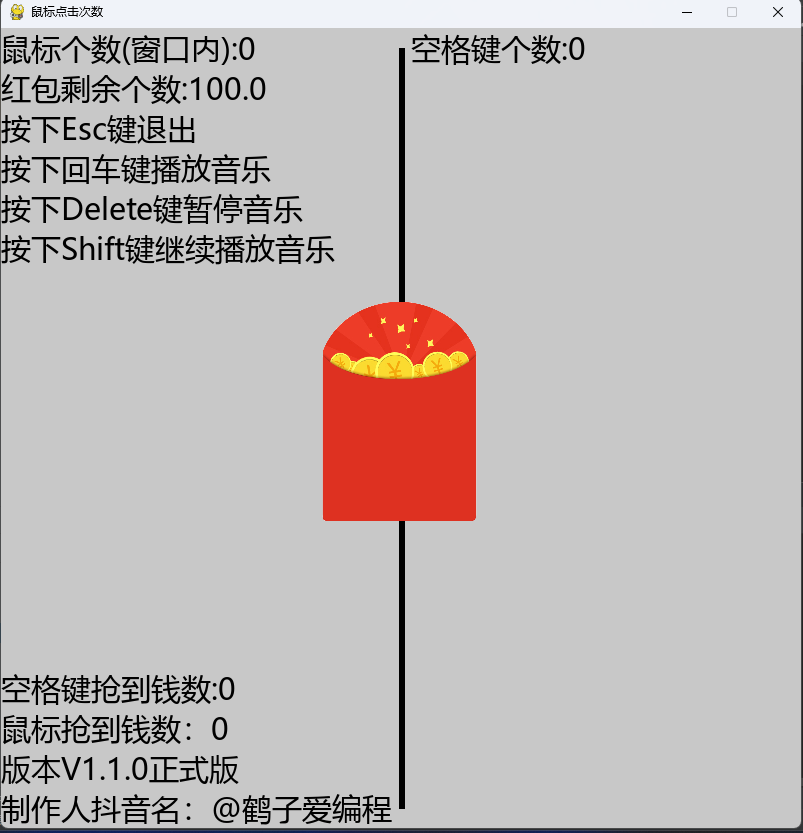 鼠标点击次数
鼠标个数(窗口内):0
空格键个数:0
红包剩余个数:100.0
按下Esc键退出
按下回车键播放音乐
按下Delete键暂停音乐
按下Shift键继续播放音乐
空格键抢到钱数:0
鼠标抢到钱数：0
版本V1.1.0正式版
制作人抖音名：@鹤子爱编程